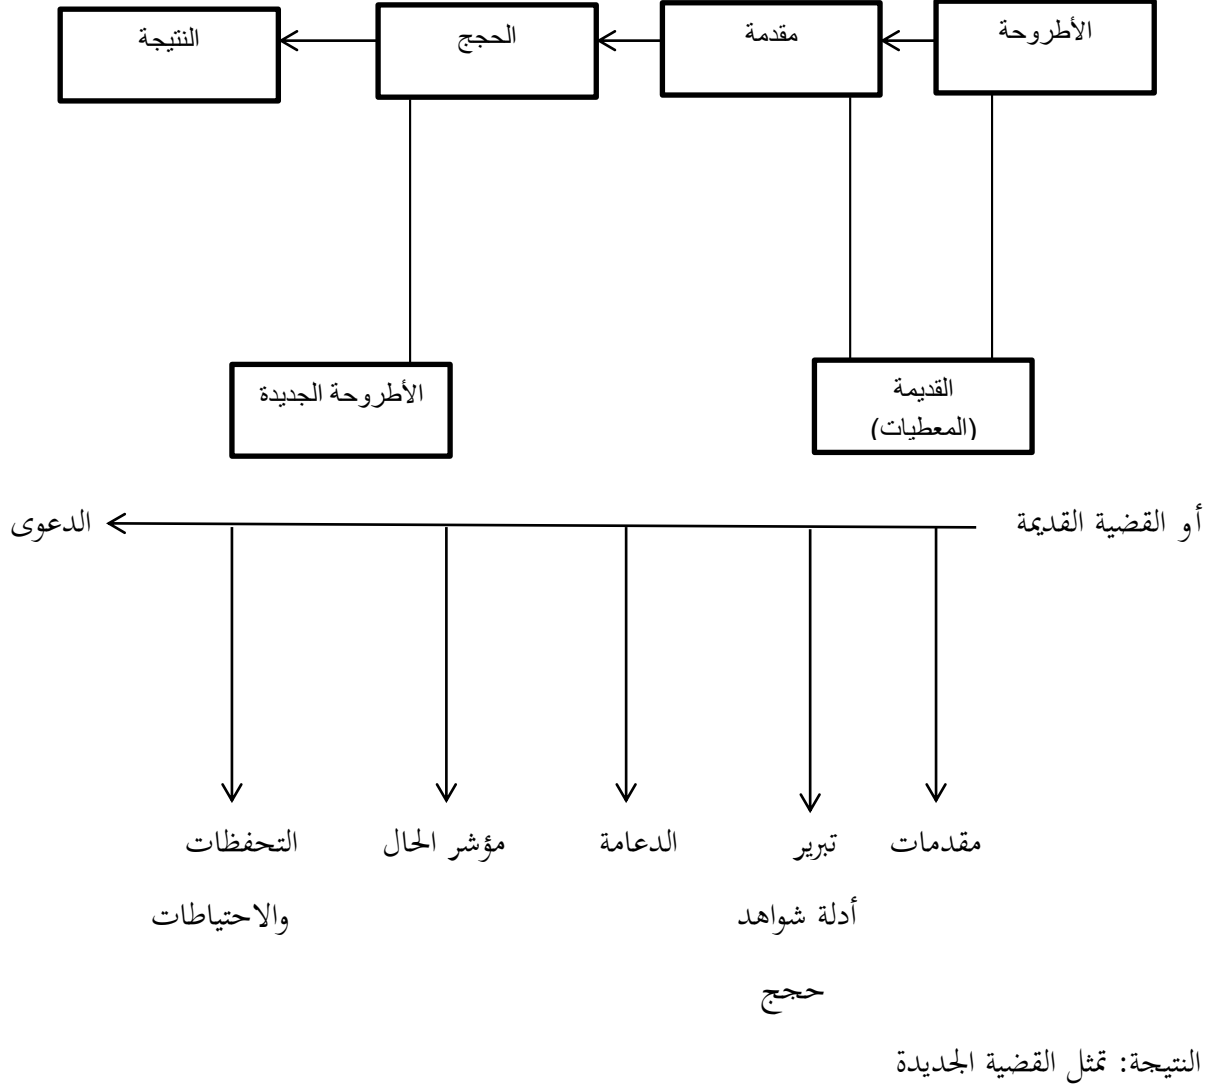 الأطروحة
مقدمة
الحجج
النتيجة
القديمة
(المعطيات)
الأطروحة الجديدة
أو القضية القديمة
الدعوى
مقدمات
تبرير
الدعامة
مؤشر الحال
التحفظات
أدلة شواهد
والاحتياطات
حجج
النتيجة: تمثل القضية الجديدة